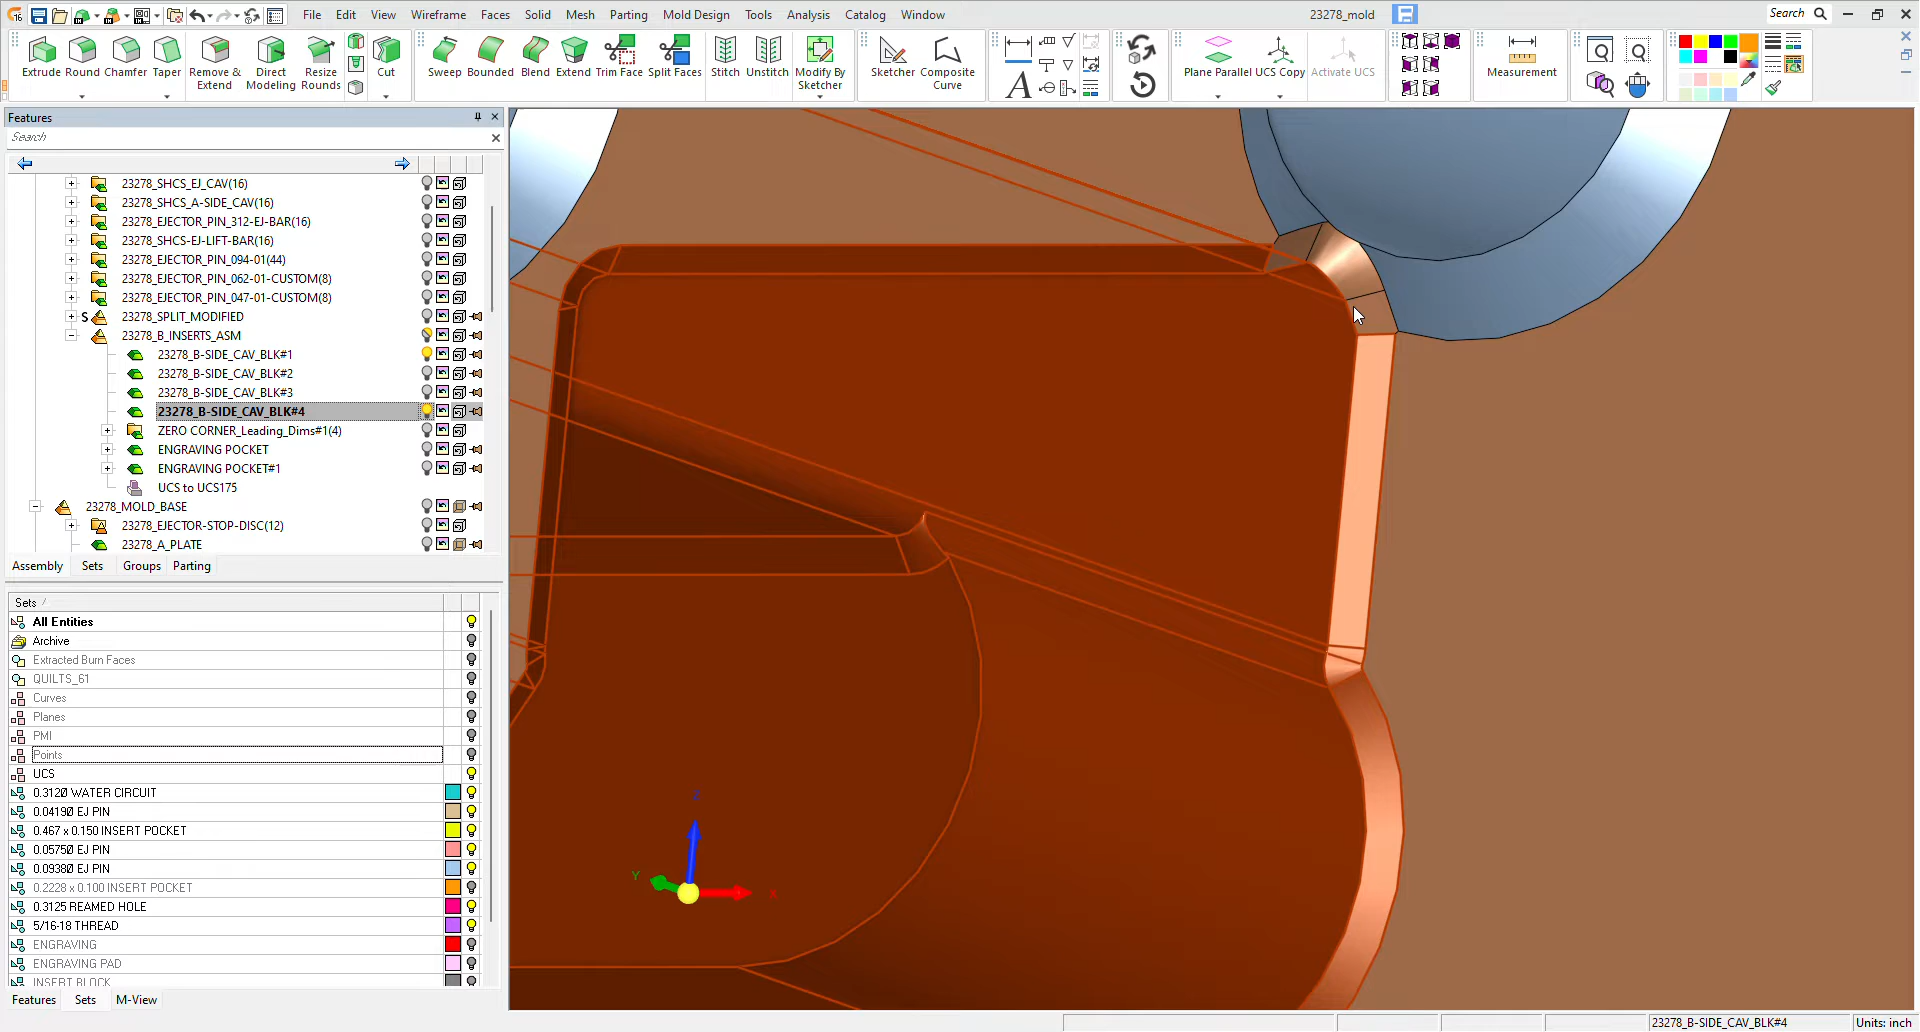 File Edit View Wireframe Faces Solid Mesh Parting Mold Design Tools Analysis Catalog Window 23278_mold Search
Extrude Round Chamfer Taper Remove & Extend Direct Modeling Resize Rounds Cut Sweep Bounded Blend Extend Trim Face Split Faces Stitch Unstitch Modify By Sketcher Sketcher Composite Curve Plane Parallel UCS Copy Activate UCS Measurement
Features
Search
23278_SHCS_EJ_CAV(16)
23278_SHCS_A-SIDE_CAV(16)
23278_EJECTOR_PIN_312-EJ-BAR(16)
23278_SHCS-EJ-LIFT-BAR(16)
23278_EJECTOR_PIN_094-01(44)
23278_EJECTOR_PIN_062-01-CUSTOM(8)
23278_EJECTOR_PIN_047-01-CUSTOM(8)
S 23278_SPLIT_MODIFIED
23278_B_INSERTS_ASM
23278_B-SIDE_CAV_BLK#1
23278_B-SIDE_CAV_BLK#2
23278_B-SIDE_CAV_BLK#3
23278_B-SIDE_CAV_BLK#4
ZERO CORNER_Leading_Dims#1(4)
ENGRAVING POCKET
ENGRAVING POCKET#1
UCS to UCS175
23278_MOLD_BASE
23278_EJECTOR-STOP-DISC(12)
23278_A_PLATE
Assembly Sets Groups Parting
Sets
All Entities
Archive
Extracted Burn Faces
QUILTS_61
Curves
Planes
PMI
Points
UCS
0.312Ø WATER CIRCUIT
0.0419Ø EJ PIN
0.467 x 0.150 INSERT POCKET
0.0575Ø EJ PIN
0.0938Ø EJ PIN
0.2228 x 0.100 INSERT POCKET
0.3125 REAMED HOLE
5/16-18 THREAD
ENGRAVING
ENGRAVING PAD
INSERT BLOCK
Features Sets M-View
Z
Y
X
23278_B-SIDE_CAV_BLK#4 Units: inch